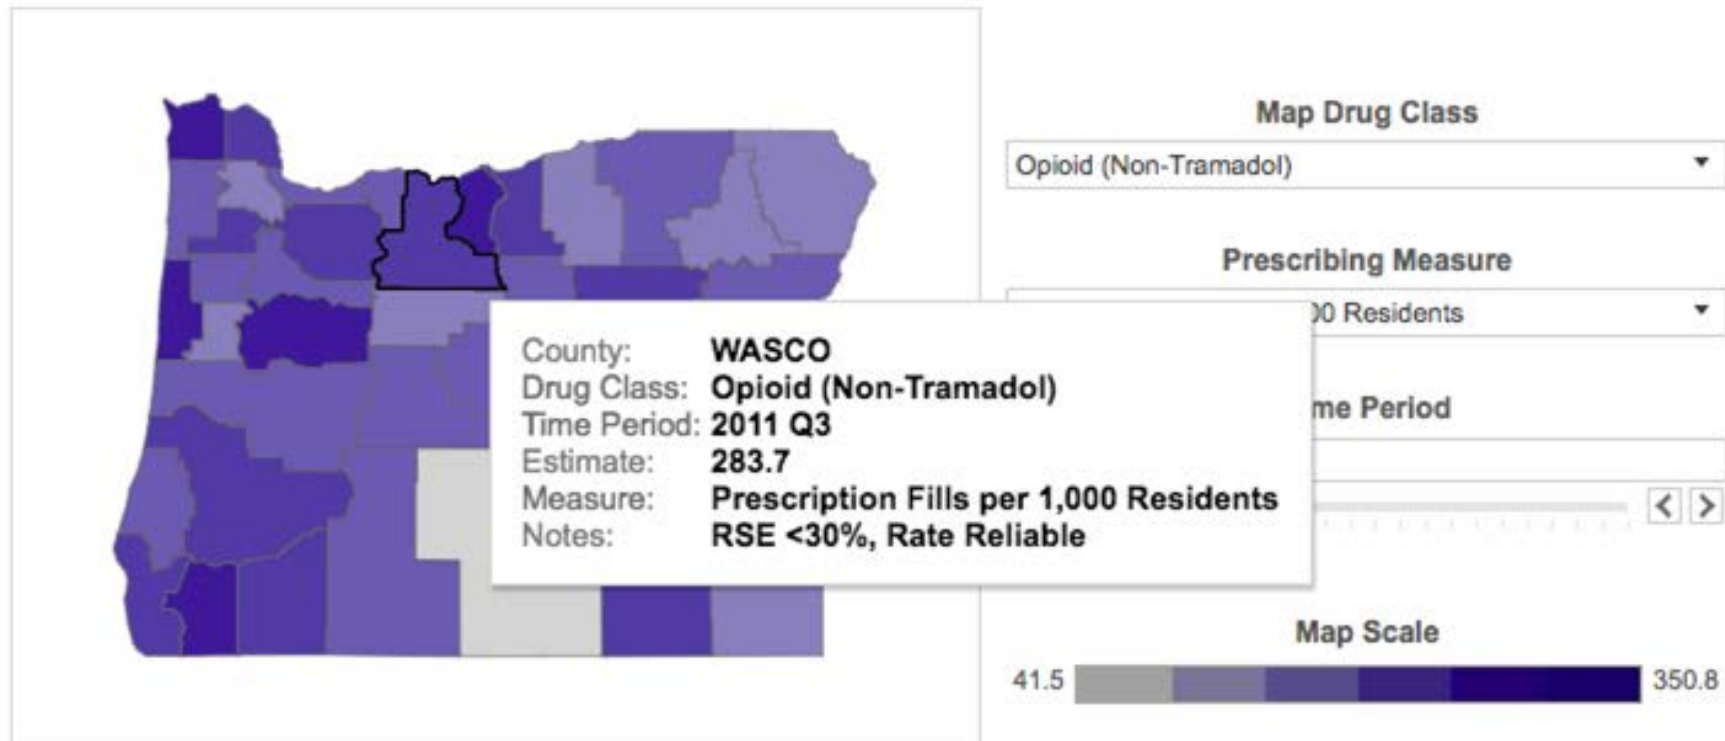 Map Drug Class
Opioid (Non-Tramadol)
Prescribing Measure
00 Residents
me Period
County: WASCO
Drug Class: Opioid (Non-Tramadol)
Time Period: 2011 Q3
Estimate: 283.7
Measure: Prescription Fills per 1,000 Residents
Notes: RSE <30%, Rate Reliable
Map Scale
41.5 350.8